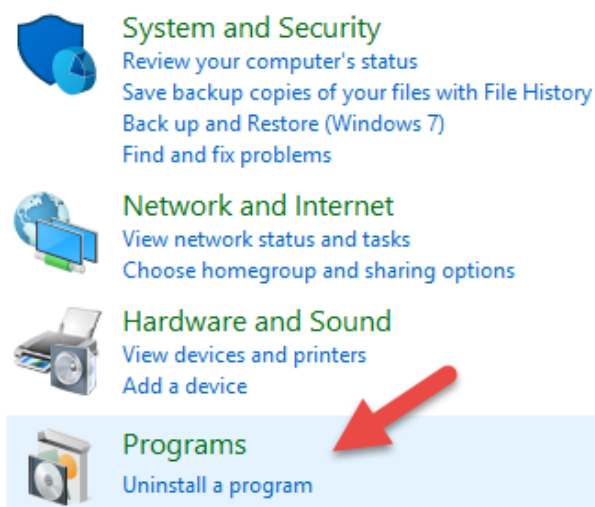 System and Security
Review your computer's status
Save backup copies of your files with File History
Back up and Restore (Windows 7)
Find and fix problems
Network and Internet
View network status and tasks
Choose homegroup and sharing options
Hardware and Sound
View devices and printers
Add a device
Programs
Uninstall a program